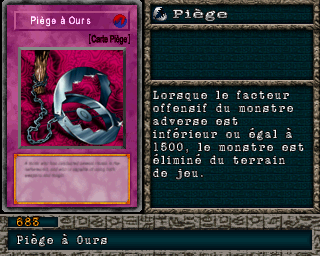 Piège à Ours
[Carte Piège]
Piège
Lorsque le facteur
offensif du monstre
adverse est
inférieur ou égal à
1500, le monstre est
éliminé du terrain
de jeu.
683
Piège à Ours